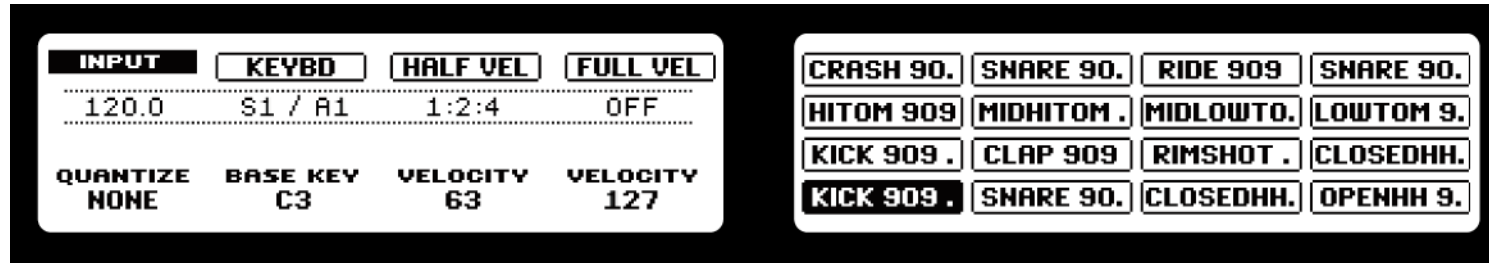 INPUT KEYBD HALF VEL FULL VEL
120.0 S1 / A1 1:2:4 OFF
QUANTIZE BASE KEY VELOCITY VELOCITY
NONE C3 63 127
CRASH 90. SNARE 90. RIDE 909 SNARE 90.
HITOM 909 MIDHITOM . MIDLOWTO. LOWTOM 9.
KICK 909 . CLAP 909 RIMSHOT . CLOSEDHH.
KICK 909 . SNARE 90. CLOSEDHH. OPENHH 9.